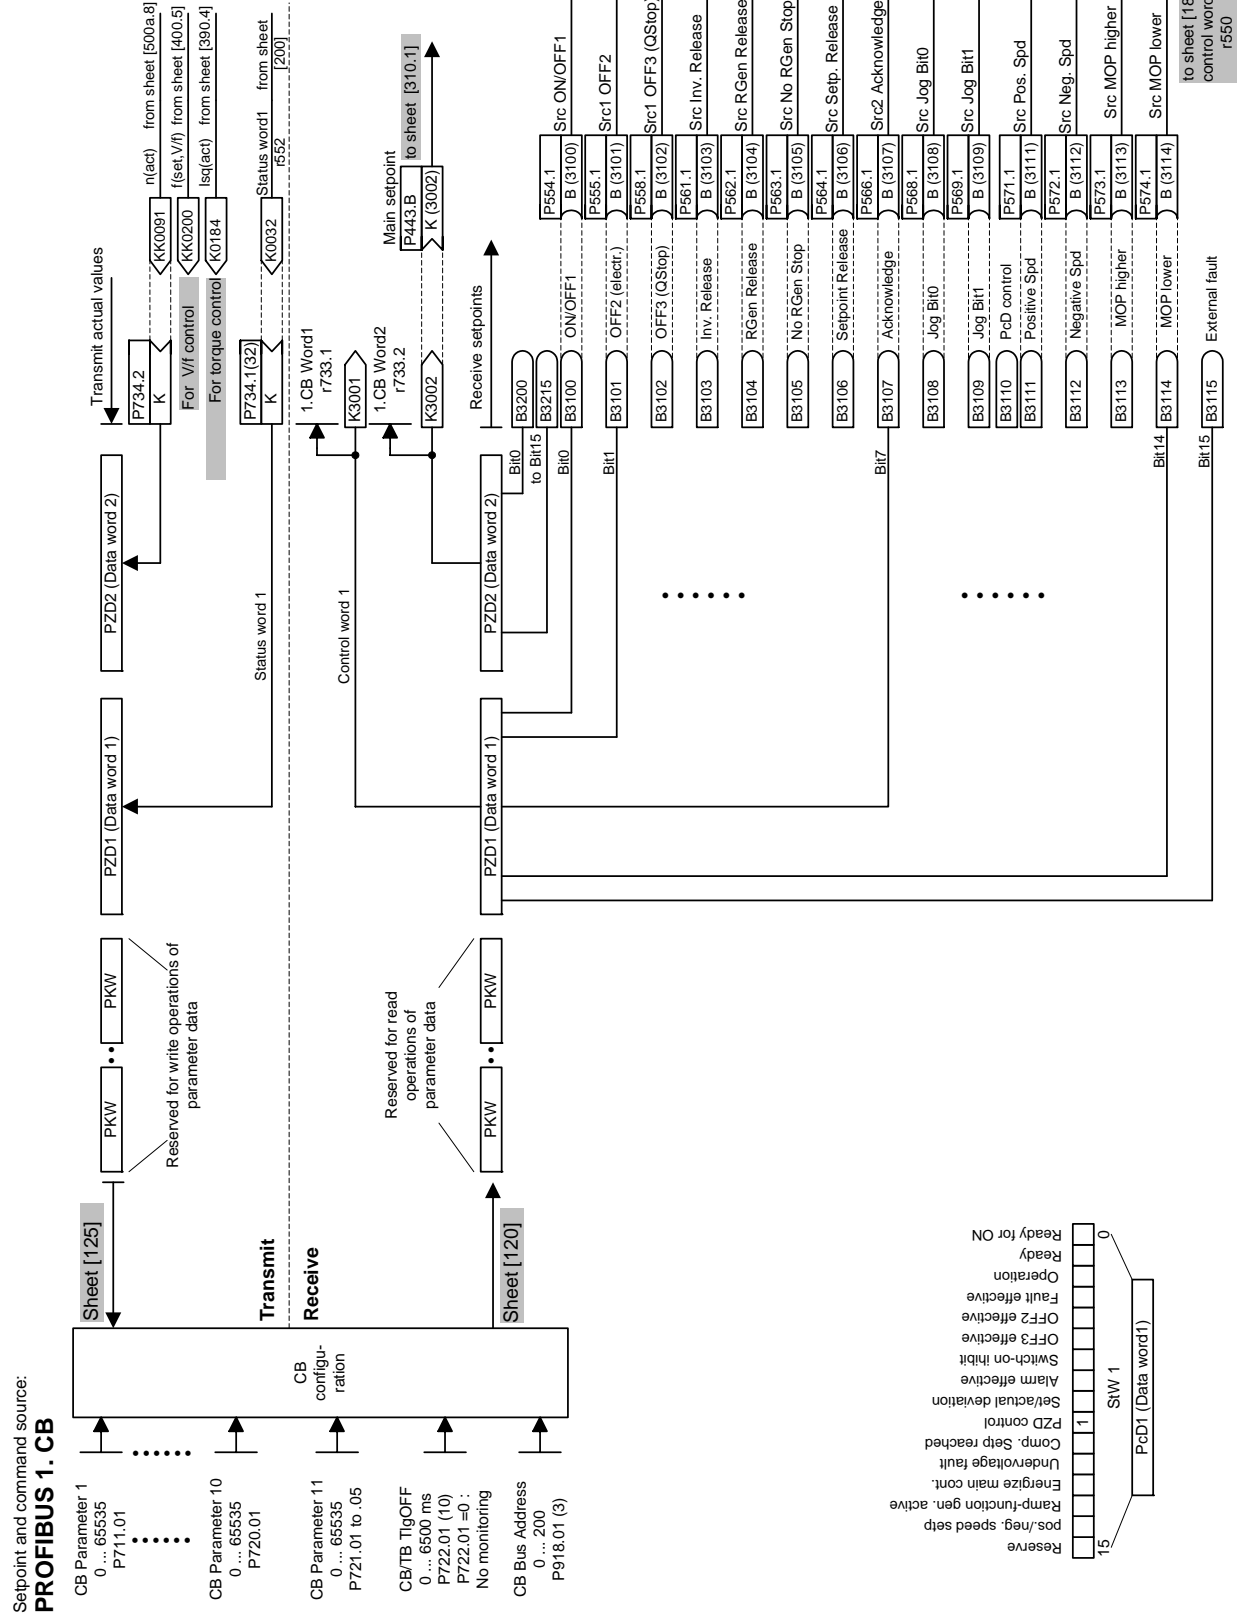 Setpoint and command source:
PROFIBUS 1. CB
CB Parameter 1
0 ... 65535
P711.01
CB Parameter 10
0 ... 65535
P720.01
CB Parameter 11
0 ... 65535
P721.01 to .05
CB/TB TlgOFF
0 ... 6500 ms
P722.01 (10)
P722.01 =0 :
No monitoring
CB Bus Address
0 ... 200
P918.01 (3)
CB
configu-
ration
Sheet [125]
Transmit
Receive
Sheet [120]
PKW
PKW
Reserved for write operations of
parameter data
PZD1 (Data word 1)
PZD2 (Data word 2)
Status word 1
Transmit actual values
P734.2
K
KK0091
n(act)
from sheet [500a.8]
For V/f control
KK0200
f(set,V/f)
from sheet [400.5]
For torque control
K0184
Isq(act)
from sheet [390.4]
P734.1(32)
K
K0032
Status word1
r552
from sheet
[200]
Control word 1
1.CB Word1
r733.1
K3001
1.CB Word2
r733.2
K3002
Main setpoint
P443.B
K (3002)
to sheet [310.1]
Receive setpoints
PKW
PKW
Reserved for read
operations of
parameter data
PZD1 (Data word 1)
PZD2 (Data word 2)
Bit0
B3200
to Bit15
B3215
Bit0
B3100
ON/OFF1
P554.1
B (3100)
Src ON/OFF1
Bit1
B3101
OFF2 (electr.)
P555.1
B (3101)
Src1 OFF2
B3102
OFF3 (QStop)
P558.1
B (3102)
Src1 OFF3 (QStop)
B3103
Inv. Release
P561.1
B (3103)
Src Inv. Release
B3104
RGen Release
P562.1
B (3104)
Src RGen Release
B3105
No RGen Stop
P563.1
B (3105)
Src No RGen Stop
B3106
Setpoint Release
P564.1
B (3106)
Src Setp. Release
Bit7
B3107
Acknowledge
P566.1
B (3107)
Src2 Acknowledge
B3108
Jog Bit0
P568.1
B (3108)
Src Jog Bit0
B3109
Jog Bit1
P569.1
B (3109)
Src Jog Bit1
B3110
PcD control
B3111
Positive Spd
P571.1
B (3111)
Src Pos. Spd
B3112
Negative Spd
P572.1
B (3112)
Src Neg. Spd
B3113
MOP higher
P573.1
B (3113)
Src MOP higher
Bit14
B3114
MOP lower
P574.1
B (3114)
Src MOP lower
Bit15
B3115
External fault
to sheet [18
control word
r550
Reserve
pos./neg. speed setp
Ramp-function gen. active
Energize main cont.
Undervoltage fault
Comp. Setp reached
PZD control
Set/actual deviation
Alarm effective
Switch-on ihibit
OFF3 effective
OFF2 effective
Fault effective
Operation
Ready
Ready for ON
1
15
StW 1
0
PcD1 (Data word1)